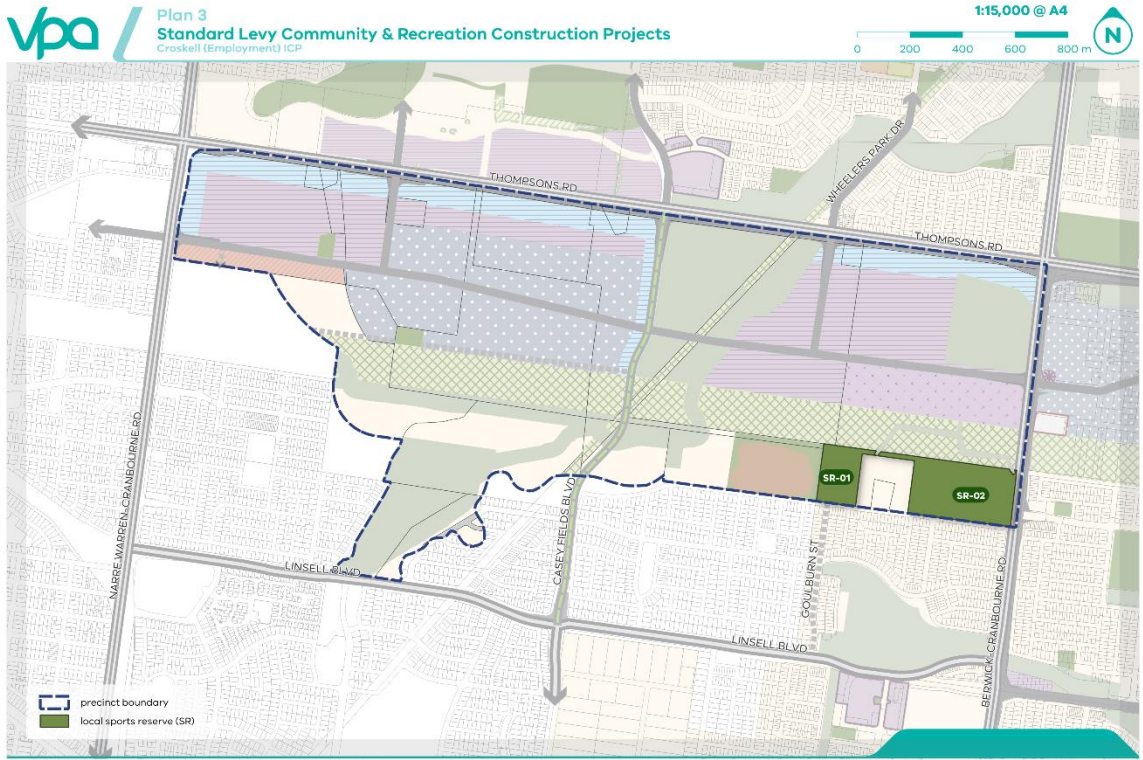 vpa
Plan 3
Standard Levy Community & Recreation Construction Projects
Croskell (Employment) ICP
1:15,000 @ A4
0 200 400 600 800 m
N
THOMPSONS RD
WHEELERS PARK DR
THOMPSONS RD
NARRE WARREN-CRANBOURNE RD
SR-01
SR-02
CASEY FIELDS BLVD
GOULBURN ST
LINSELL BLVD
LINSELL BLVD
BERWICK-CRANBOURNE RD
precinct boundary
local sports reserve (SR)